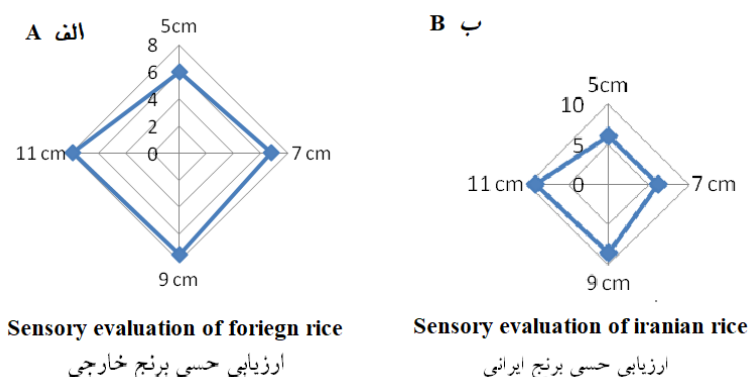 A الف
5cm
8
6
4
2
0
11 cm
7 cm
9 cm
Sensory evaluation of foriegn rice
ارزیابی حسی برنج خارجی
B ب
5cm
10
5
0
11 cm
7 cm
9 cm
Sensory evaluation of iranian rice
ارزیابی حسی برنج ایرانی